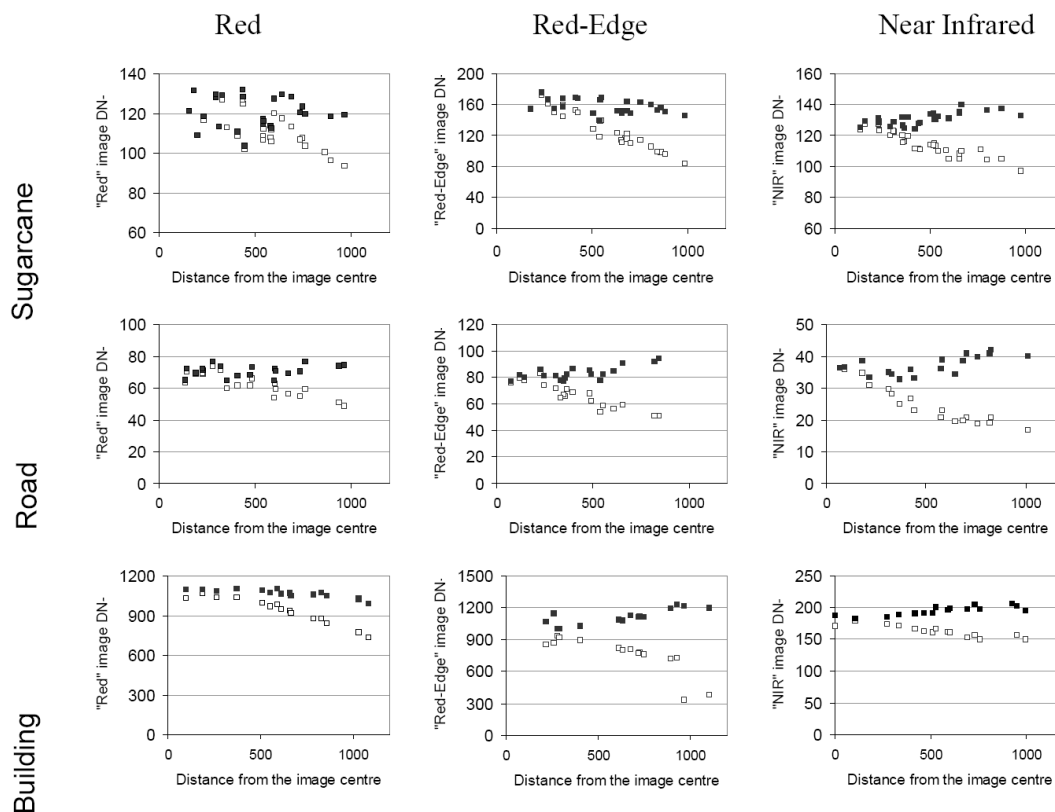 Red Red-Edge Near Infrared
Sugarcane
"Red" image DN-
140
120
100
80
60
0 500 1000
Distance from the image centre
"Red-Edge" image DN-
200
160
120
80
40
0
0 500 1000
Distance from the image centre
"NIR" image DN-
160
140
120
100
80
60
0 500 1000
Distance from the image centre
Road
"Red" image DN-
100
80
60
40
20
0
0 500 1000
Distance from the image centre
"Red-Edge" image DN-
120
100
80
60
40
20
0
0 500 1000
Distance from the image centre
"NIR" image DN-
50
40
30
20
10
0
0 500 1000
Distance from the image centre
Building
"Red" image DN-
1200
900
600
300
0
0 500 1000
Distance from the image centre
"Red-Edge" image DN-
1500
1200
900
600
300
0
0 500 1000
Distance from the image centre
"NIR" image DN-
250
200
150
100
50
0
0 500 1000
Distance from the image centre